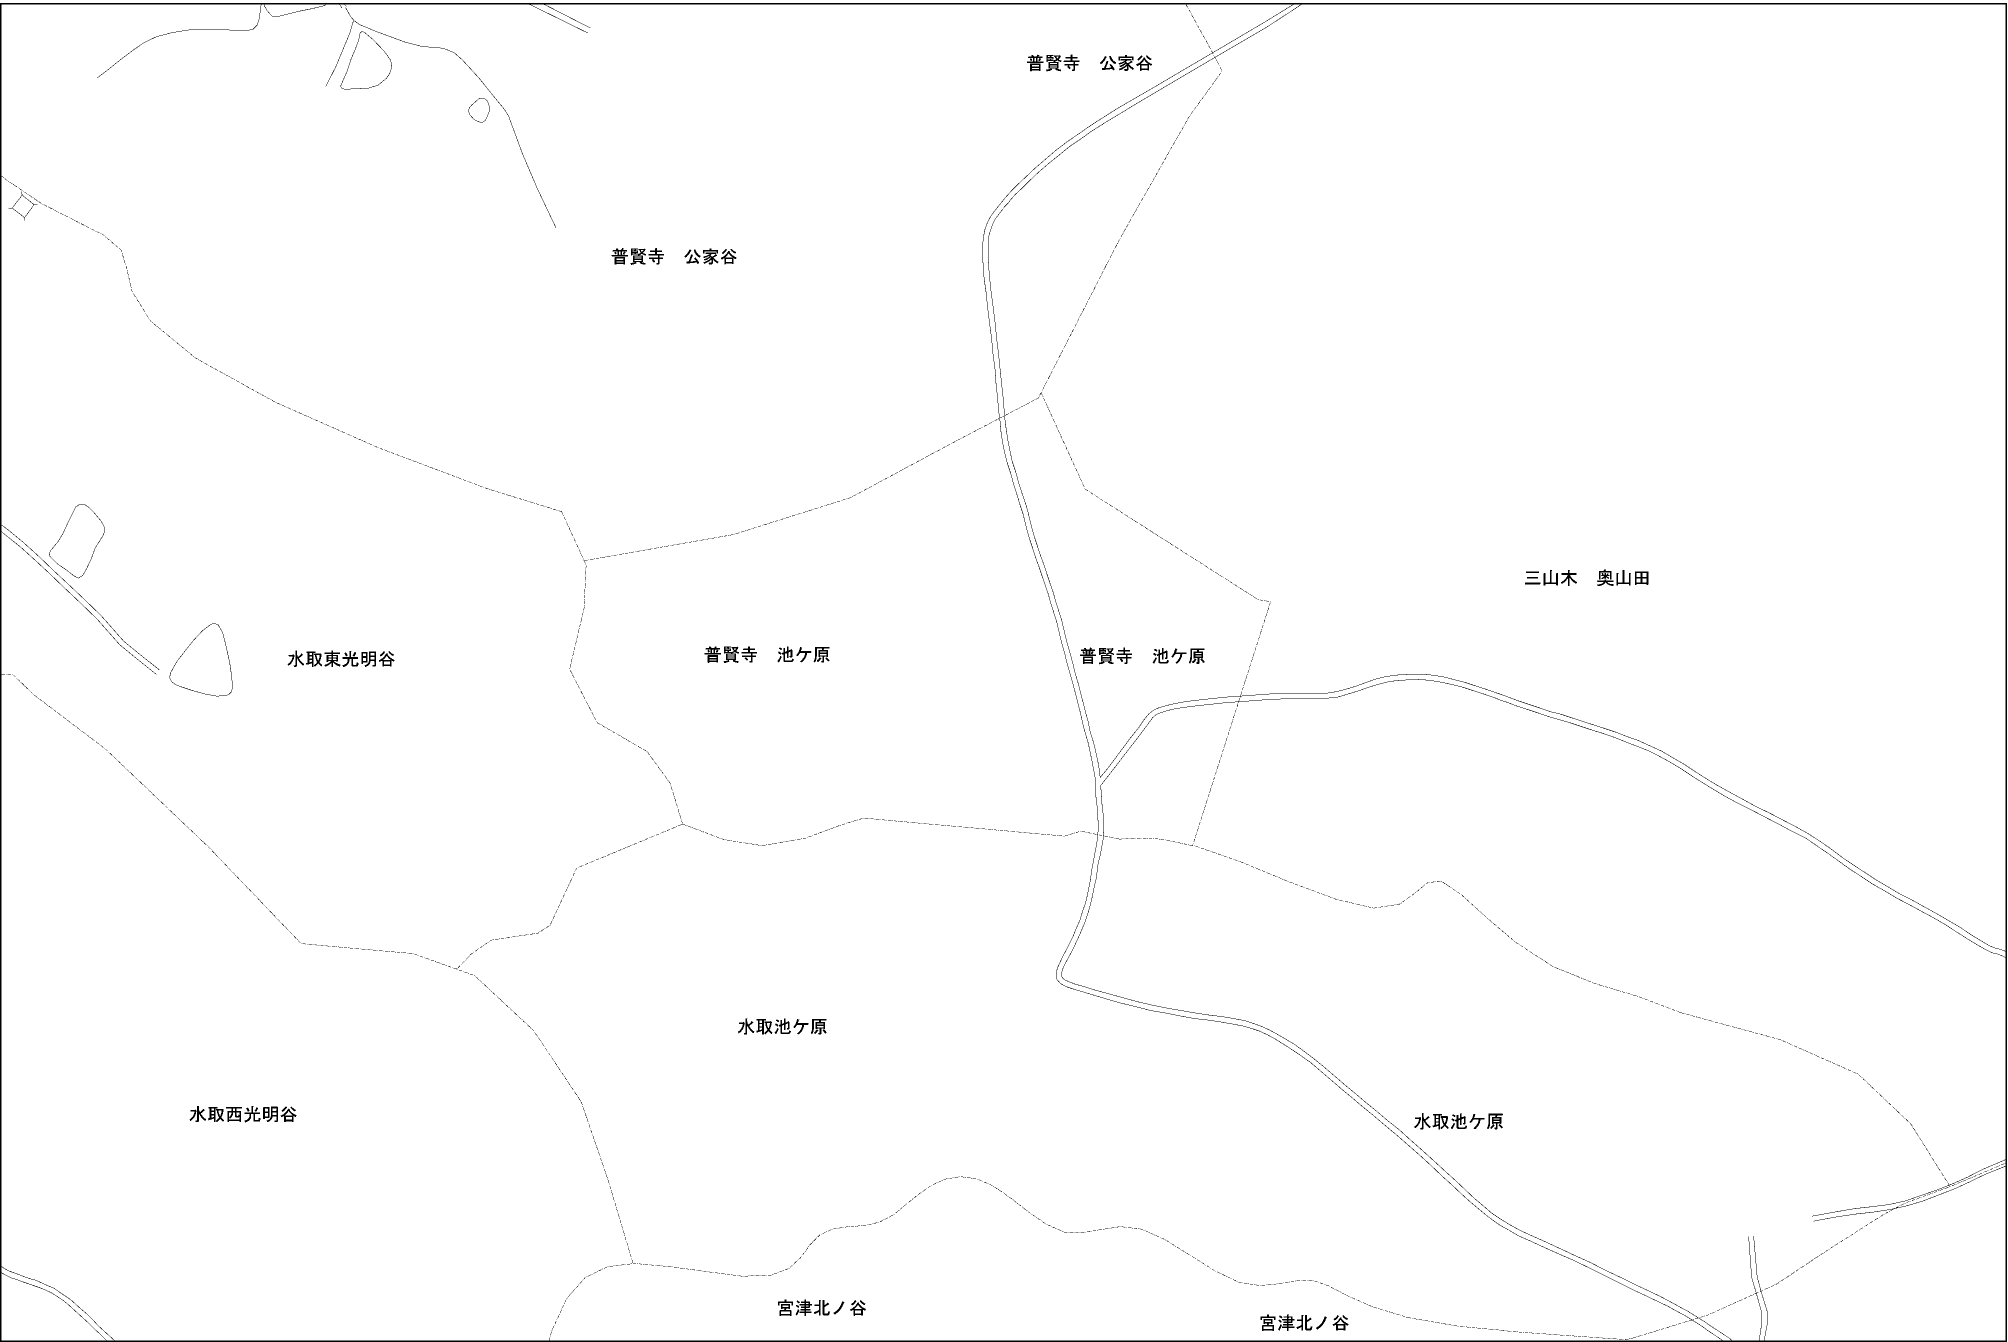 普賢寺　公家谷
普賢寺　公家谷
三山木　奥山田
水取東光明谷
普賢寺　池ケ原
普賢寺　池ケ原
水取池ケ原
水取西光明谷
水取池ケ原
宮津北ノ谷
宮津北ノ谷